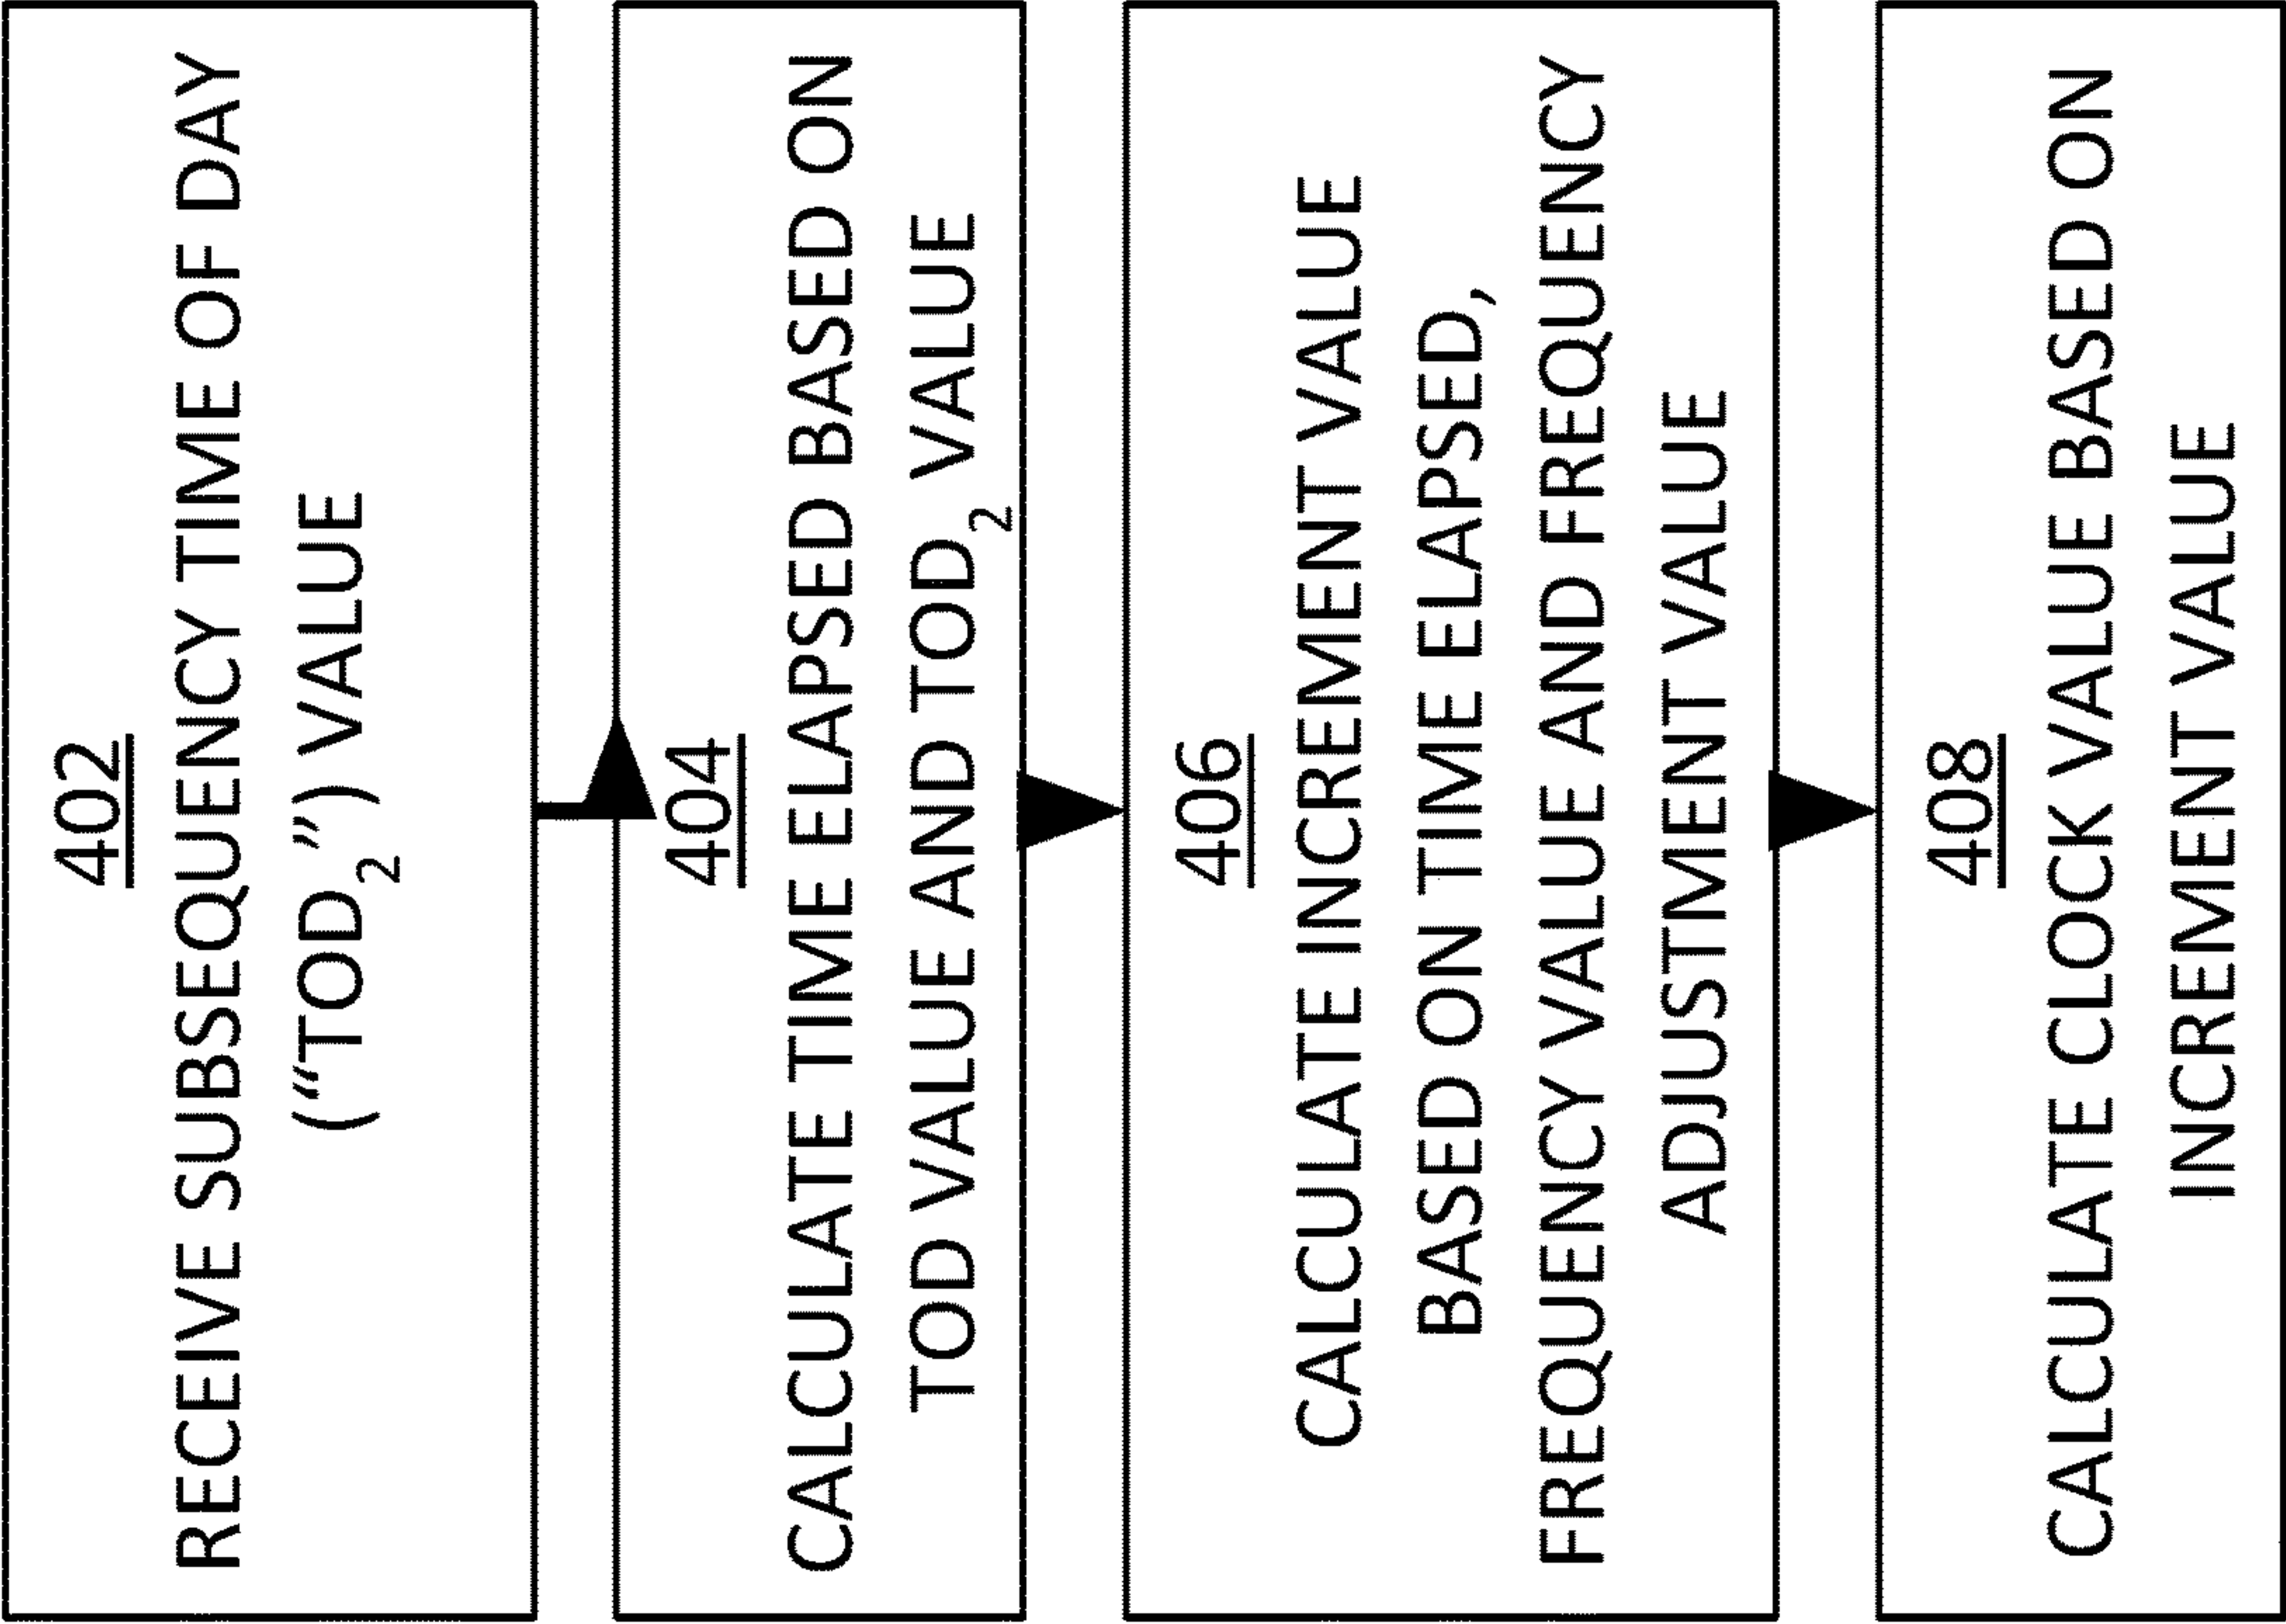 402
RECEIVE SUBSEQUENCY TIME OF DAY
(“TOD₂”) VALUE
404
CALCULATE TIME ELAPSED BASED ON
TOD VALUE AND TOD₂ VALUE
406
CALCULATE INCREMENT VALUE
BASED ON TIME ELAPSED,
FREQUENCY VALUE AND FREQUENCY
ADJUSTMENT VALUE
408
CALCULATE CLOCK VALUE BASED ON
INCREMENT VALUE